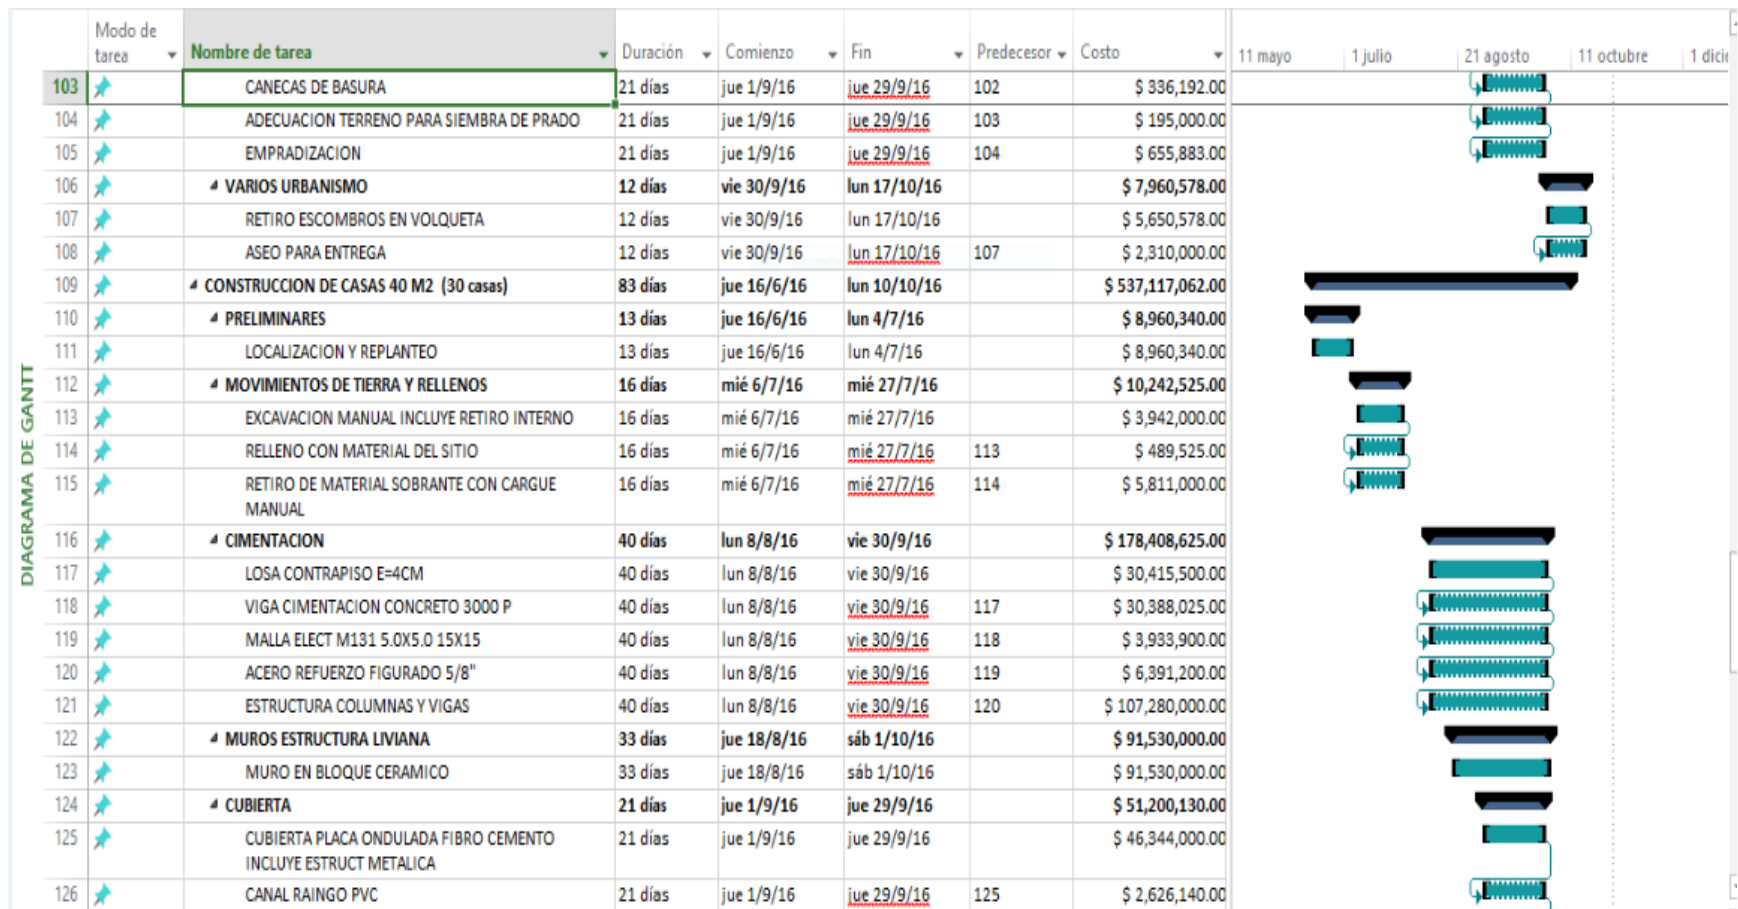 DIAGRAMA DE GANTT
Modo de tarea Nombre de tarea Duración Comienzo Fin Predecesor Costo 11 mayo 1 julio 21 agosto 11 octubre
103 CANECAS DE BASURA 21 días jue 1/9/16 jue 29/9/16 102 $ 336,192.00
104 ADECUACION TERRENO PARA SIEMBRA DE PRADO 21 días jue 1/9/16 jue 29/9/16 103 $ 195,000.00
105 EMPRADIZACION 21 días jue 1/9/16 jue 29/9/16 104 $ 655,883.00
106 VARIOS URBANISMO 12 días vie 30/9/16 lun 17/10/16 $ 7,960,578.00
107 RETIRO ESCOMBROS EN VOLQUETA 12 días vie 30/9/16 lun 17/10/16 $ 5,650,578.00
108 ASEO PARA ENTREGA 12 días vie 30/9/16 lun 17/10/16 107 $ 2,310,000.00
109 CONSTRUCCION DE CASAS 40 M2 (30 casas) 83 días jue 16/6/16 lun 10/10/16 $ 537,117,062.00
110 PRELIMINARES 13 días jue 16/6/16 lun 4/7/16 $ 8,960,340.00
111 LOCALIZACION Y REPLANTEO 13 días jue 16/6/16 lun 4/7/16 $ 8,960,340.00
112 MOVIMIENTOS DE TIERRA Y RELLENOS 16 días mié 6/7/16 mié 27/7/16 $ 10,242,525.00
113 EXCAVACION MANUAL INCLUYE RETIRO INTERNO 16 días mié 6/7/16 mié 27/7/16 $ 3,942,000.00
114 RELLENO CON MATERIAL DEL SITIO 16 días mié 6/7/16 mié 27/7/16 113 $ 489,525.00
115 RETIRO DE MATERIAL SOBRANTE CON CARGUE MANUAL 16 días mié 6/7/16 mié 27/7/16 114 $ 5,811,000.00
116 CIMENTACION 40 días lun 8/8/16 vie 30/9/16 $ 178,408,625.00
117 LOSA CONTRAPISO E=4CM 40 días lun 8/8/16 vie 30/9/16 $ 30,415,500.00
118 VIGA CIMENTACION CONCRETO 3000 P 40 días lun 8/8/16 vie 30/9/16 117 $ 30,388,025.00
119 MALLA ELECT M131 5.0X5.0 15X15 40 días lun 8/8/16 vie 30/9/16 118 $ 3,933,900.00
120 ACERO REFUERZO FIGURADO 5/8" 40 días lun 8/8/16 vie 30/9/16 119 $ 6,391,200.00
121 ESTRUCTURA COLUMNAS Y VIGAS 40 días lun 8/8/16 vie 30/9/16 120 $ 107,280,000.00
122 MUROS ESTRUCTURA LIVIANA 33 días jue 18/8/16 sáb 1/10/16 $ 91,530,000.00
123 MURO EN BLOQUE CERAMICO 33 días jue 18/8/16 sáb 1/10/16 $ 91,530,000.00
124 CUBIERTA 21 días jue 1/9/16 jue 29/9/16 $ 51,200,130.00
125 CUBIERTA PLACA ONDULADA FIBRO CEMENTO INCLUYE ESTRUCT METALICA 21 días jue 1/9/16 jue 29/9/16 $ 46,344,000.00
126 CANAL RAINGO PVC 21 días jue 1/9/16 jue 29/9/16 125 $ 2,626,140.00